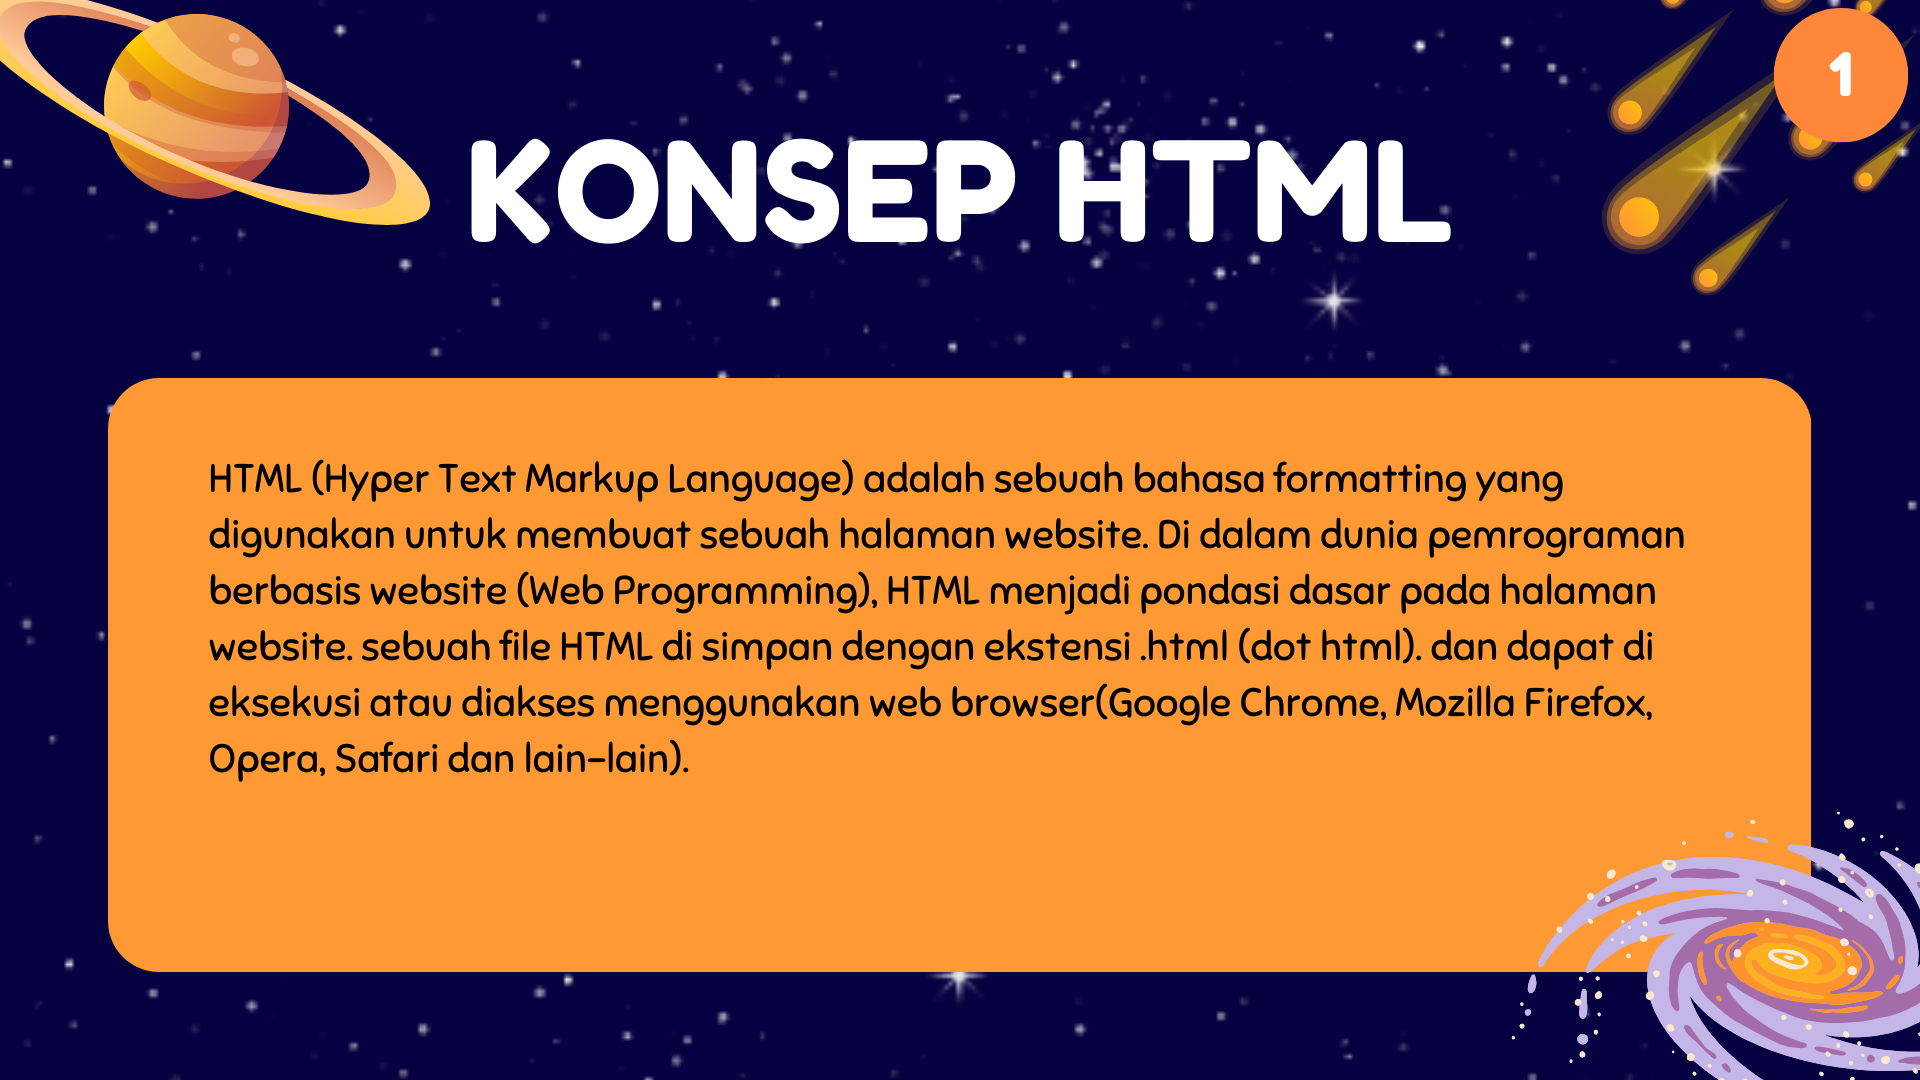 1
KONSEP HTML
HTML (Hyper Text Markup Language) adalah sebuah bahasa formatting yang
digunakan untuk membuat sebuah halaman website. Di dalam dunia pemrograman
berbasis website (Web Programming), HTML menjadi pondasi dasar pada halaman
website. sebuah file HTML di simpan dengan ekstensi .html (dot html). dan dapat di
eksekusi atau diakses menggunakan web browser(Google Chrome, Mozilla Firefox,
Opera, Safari dan lain-lain).